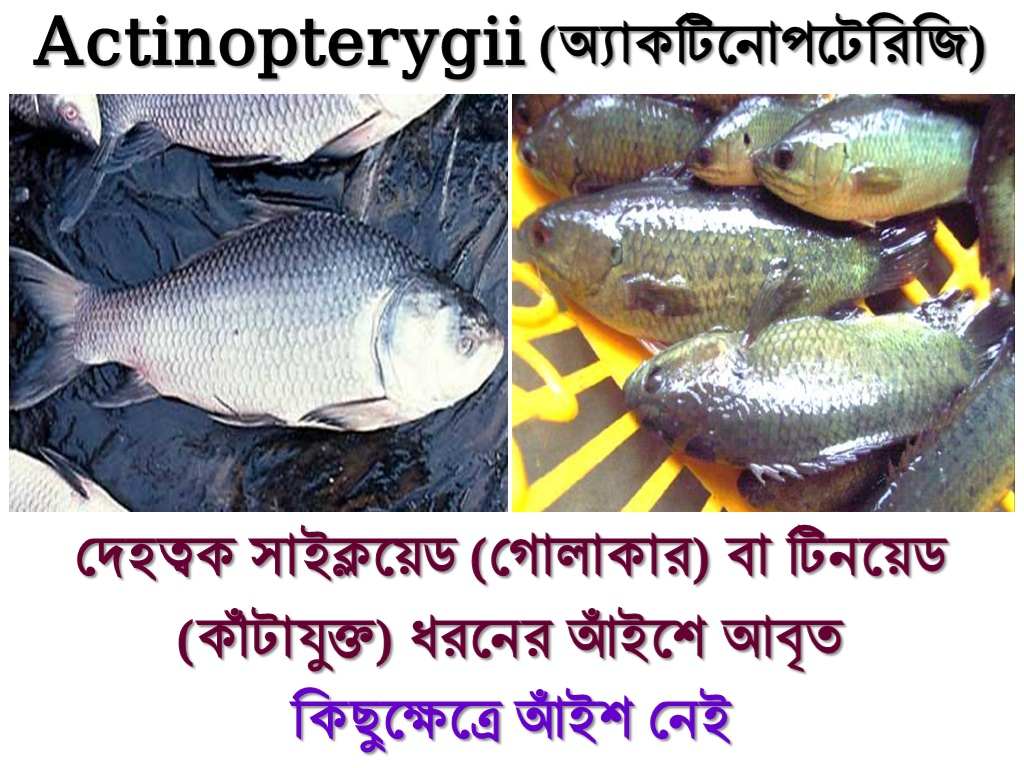 Actinopterygii (অ্যাকটিনোপটেরিজি)
দেহত্বক সাইক্লয়েড (গোলাকার) বা টিনয়েড
(কাঁটাযুক্ত) ধরনের আঁইশে আবৃত
কিছুক্ষেত্রে আঁইশ নেই